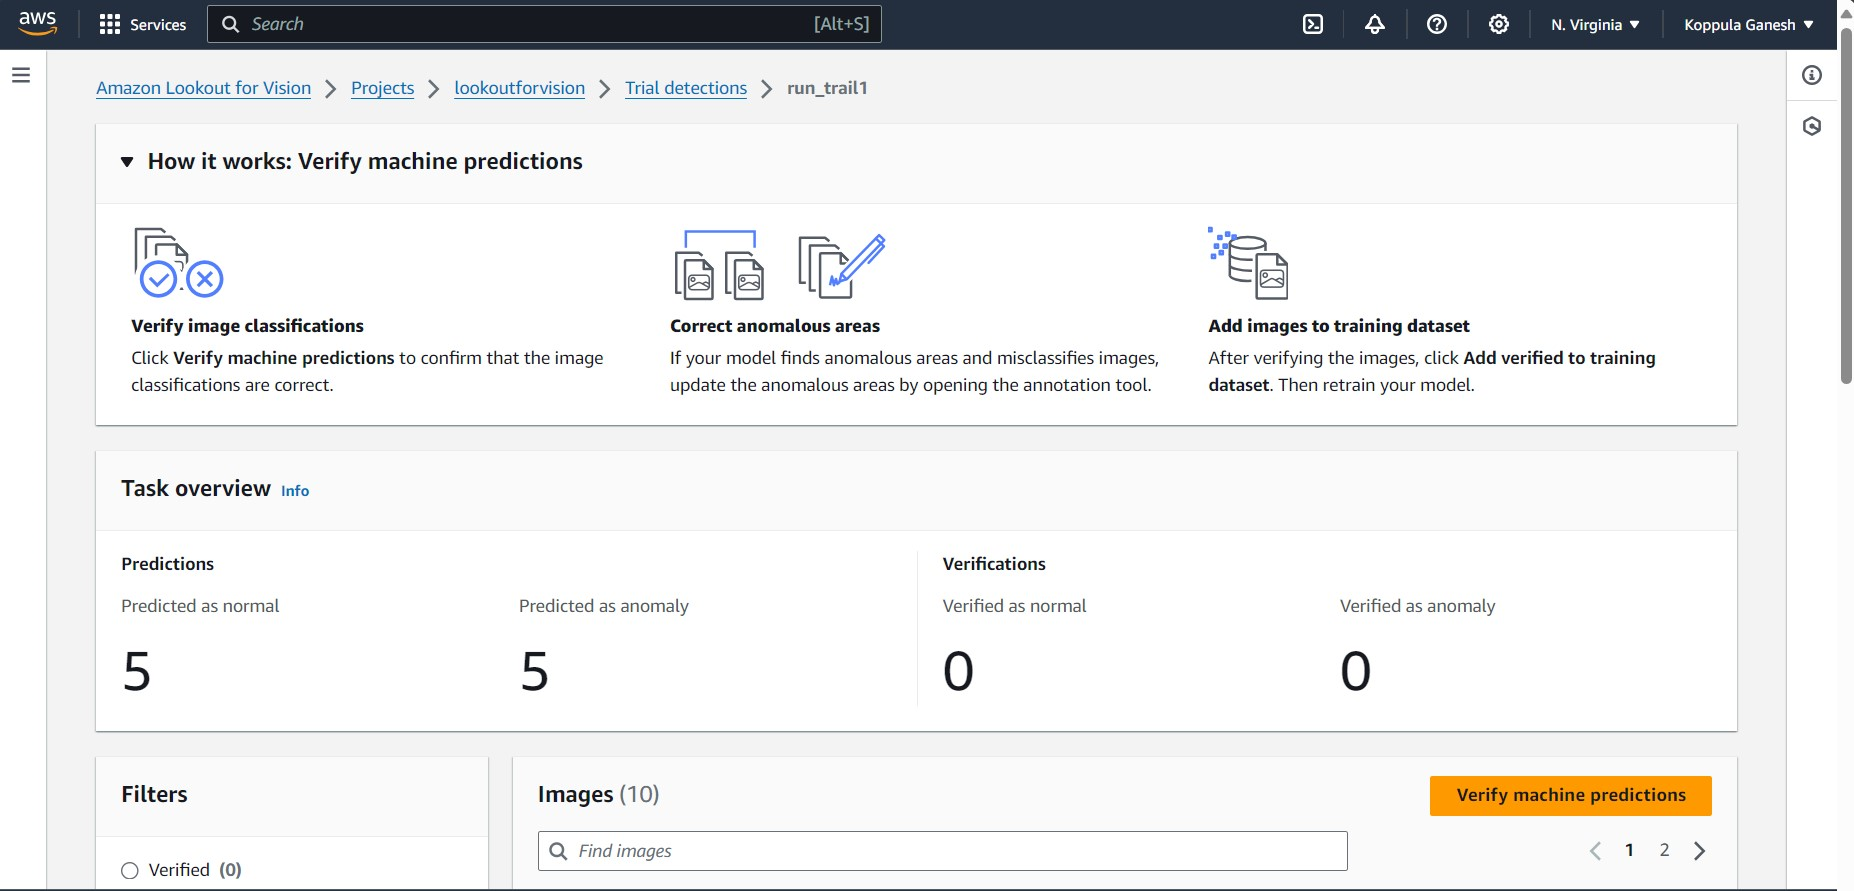 aws
Services
Search
[Alt+S]
N. Virginia
Koppula Ganesh
Amazon Lookout for Vision
Projects
lookoutforvision
Trial detections
run_trail1
How it works: Verify machine predictions
Verify image classifications
Click Verify machine predictions to confirm that the image
classifications are correct.
Correct anomalous areas
If your model finds anomalous areas and misclassifies images,
update the anomalous areas by opening the annotation tool.
Add images to training dataset
After verifying the images, click Add verified to training
dataset. Then retrain your model.
Task overview Info
Predictions
Predicted as normal
5
Predicted as anomaly
5
Verifications
Verified as normal
0
Verified as anomaly
0
Filters
Verified (0)
Images (10)
Verify machine predictions
Find images
1 2